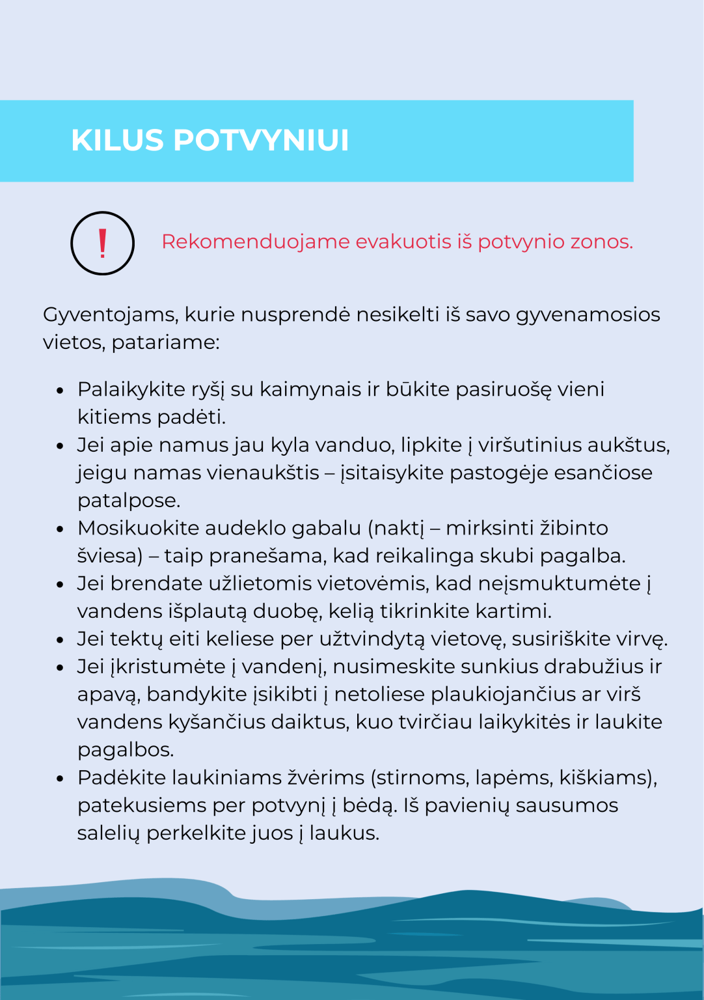 KILUS POTVYNIUI
!
Rekomenduojame evakuotis iš potvynio zonos.
Gyventojams, kurie nusprendė nesikelti iš savo gyvenamosios
vietos, patariame:
• Palaikykite ryšį su kaimynais ir būkite pasiruošę vieni
kitiems padėti.
• Jei apie namus jau kyla vanduo, lipkite į viršutinius aukštus,
jeigu namas vienaukštis – įsitaisykite pastogėje esančiose
patalpose.
• Mosikuokite audeklo gabalu (naktį – mirksinti žibinto
šviesa) – taip pranešama, kad reikalinga skubi pagalba.
• Jei brendate užlietomis vietovėmis, kad neįsmuktumėte į
vandens išplautą duobę, kelią tikrinkite kartimi.
• Jei tektų eiti keliese per užtvindytą vietovę, susiriškite virvę.
• Jei įkristumėte į vandenį, nusimeskite sunkius drabužius ir
apavą, bandykite įsikibti į netoliese plaukiojančius ar virš
vandens kyšančius daiktus, kuo tvirčiau laikykitės ir laukite
pagalbos.
• Padėkite laukiniams žvėrims (stirnoms, lapėms, kiškiams),
patekusiems per potvynį į bėdą. Iš pavienių sausumos
salelių perkelkite juos į laukus.